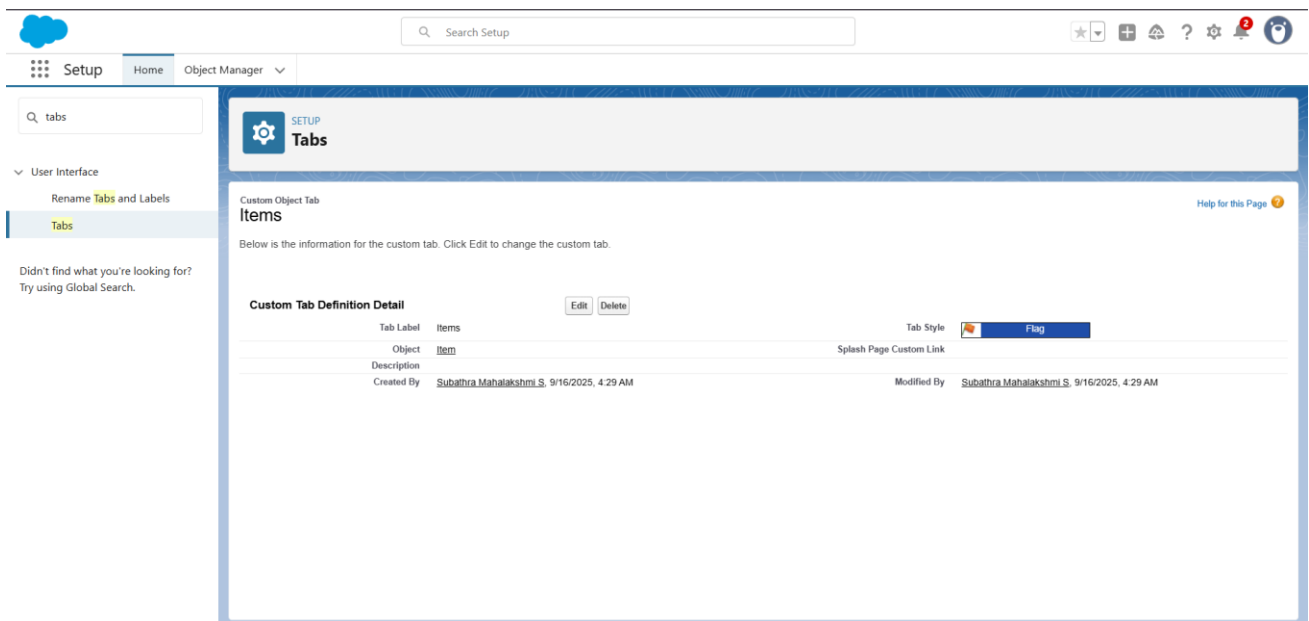 Search Setup
2
Setup Home Object Manager
tabs
SETUP
Tabs
User Interface
Rename Tabs and Labels
Tabs
Didn't find what you're looking for?
Try using Global Search.
Custom Object Tab
Items
Help for this Page ?
Below is the information for the custom tab. Click Edit to change the custom tab.
Custom Tab Definition Detail Edit Delete
Tab Label Items Tab Style Flag
Object Item Splash Page Custom Link
Description
Created By Subathra Mahalakshmi S, 9/16/2025, 4:29 AM Modified By Subathra Mahalakshmi S, 9/16/2025, 4:29 AM